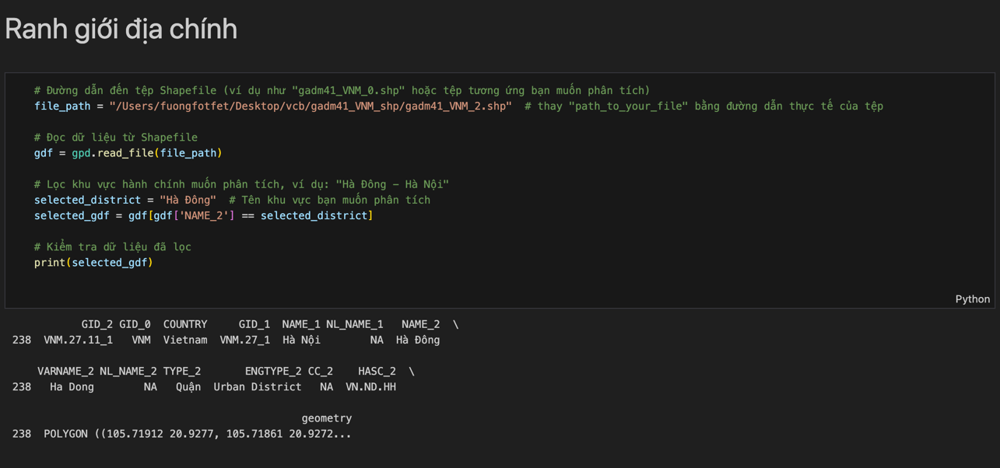 Ranh giới địa chính
# Đường dẫn đến tệp Shapefile (ví dụ như "gadm41_VNM_0.shp" hoặc tệp tương ứng bạn muốn phân tích)
file_path = "/Users/fuongfotfet/Desktop/vcb/gadm41_VNM_shp/gadm41_VNM_2.shp"  # thay "path_to_your_file" bằng đường dẫn thực tế của tệp
# Đọc dữ liệu từ Shapefile
gdf = gpd.read_file(file_path)
# Lọc khu vực hành chính muốn phân tích, ví dụ: "Hà Đông – Hà Nội"
selected_district = "Hà Đông"  # Tên khu vực bạn muốn phân tích
selected_gdf = gdf[gdf['NAME_2'] == selected_district]
# Kiểm tra dữ liệu đã lọc
print(selected_gdf)
Python
GID_2 GID_0 COUNTRY GID_1 NAME_1 NL_NAME_1 NAME_2 \
238 VNM.27.11_1 VNM Vietnam VNM.27_1 Hà Nội NA Hà Đông
VARNAME_2 NL_NAME_2 TYPE_2 ENGTYPE_2 CC_2 HASC_2 \
238 Ha Dong NA Quận Urban District NA VN.ND.HH
geometry
238 POLYGON ((105.71912 20.9277, 105.71861 20.9272...